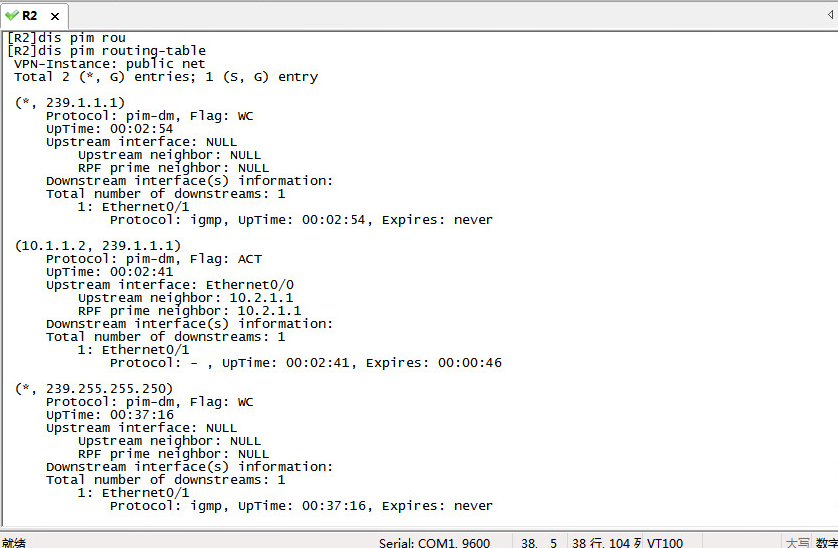 R2
[R2]dis pim rou
[R2]dis pim routing-table
VPN-Instance: public net
Total 2 (*, G) entries; 1 (S, G) entry
(*, 239.1.1.1)
Protocol: pim-dm, Flag: WC
UpTime: 00:02:54
Upstream interface: NULL
Upstream neighbor: NULL
RPF prime neighbor: NULL
Downstream interface(s) information:
Total number of downstreams: 1
1: Ethernet0/1
Protocol: igmp, UpTime: 00:02:54, Expires: never
(10.1.1.2, 239.1.1.1)
Protocol: pim-dm, Flag: ACT
UpTime: 00:02:41
Upstream interface: Ethernet0/0
Upstream neighbor: 10.2.1.1
RPF prime neighbor: 10.2.1.1
Downstream interface(s) information:
Total number of downstreams: 1
1: Ethernet0/1
Protocol: - , UpTime: 00:02:41, Expires: 00:00:46
(*, 239.255.255.250)
Protocol: pim-dm, Flag: WC
UpTime: 00:37:16
Upstream interface: NULL
Upstream neighbor: NULL
RPF prime neighbor: NULL
Downstream interface(s) information:
Total number of downstreams: 1
1: Ethernet0/1
Protocol: igmp, UpTime: 00:37:16, Expires: never
就绪 Serial: COM1, 9600 38, 5 38 行, 104 列 VT100 大写 数字